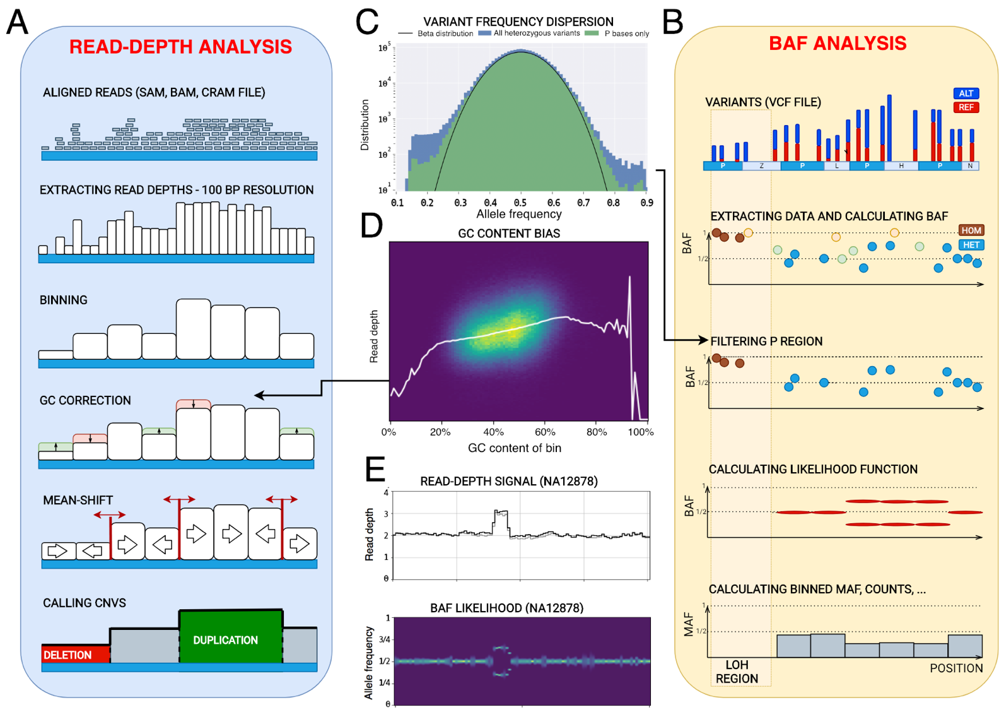 A
READ-DEPTH ANALYSIS
ALIGNED READS (SAM, BAM, CRAM FILE)
EXTRACTING READ DEPTHS - 100 BP RESOLUTION
BINNING
GC CORRECTION
MEAN-SHIFT
CALLING CNVS
DELETION
DUPLICATION
C
VARIANT FREQUENCY DISPERSION
Beta distribution
All heterozygous variants
P bases only
Distribution
10^5
10^4
10^3
10^2
10^1
0.1 0.2 0.3 0.4 0.5 0.6 0.7 0.8 0.9
Allele frequency
D
GC CONTENT BIAS
Read depth
0% 20% 40% 60% 80% 100%
GC content of bin
E
READ-DEPTH SIGNAL (NA12878)
Read depth
4
3
2
1
0
BAF LIKELIHOOD (NA12878)
Allele frequency
1
3/4
1/2
1/4
0
B
BAF ANALYSIS
VARIANTS (VCF FILE)
ALT
REF
P Z P L P H P N
EXTRACTING DATA AND CALCULATING BAF
HOM
HET
BAF
1
1/2
FILTERING P REGION
BAF
1
1/2
CALCULATING LIKELIHOOD FUNCTION
BAF
1
1/2
CALCULATING BINNED MAF, COUNTS, ...
MAF
1
1/2
LOH
REGION
POSITION